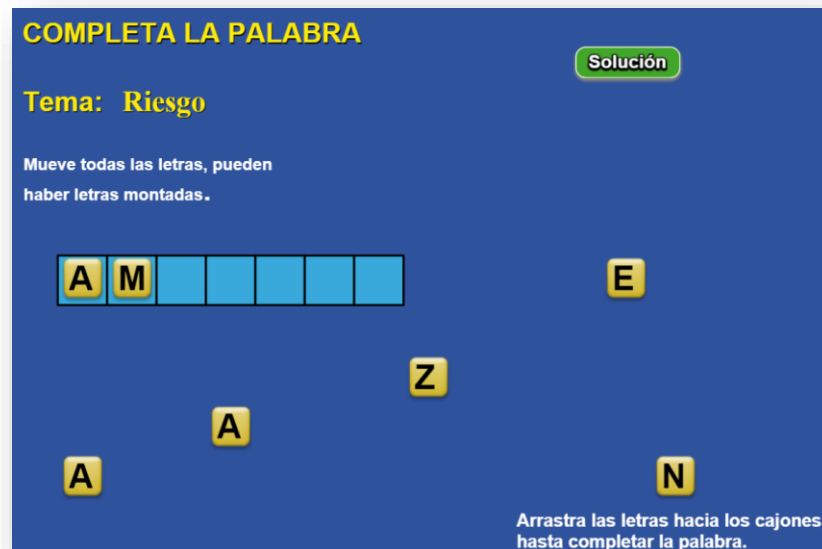 COMPLETA LA PALABRA
Solución
Tema: Riesgo
Mueve todas las letras, pueden
haber letras montadas.
A M
E
Z
A
A
N
Arrastra las letras hacia los cajones
hasta completar la palabra.